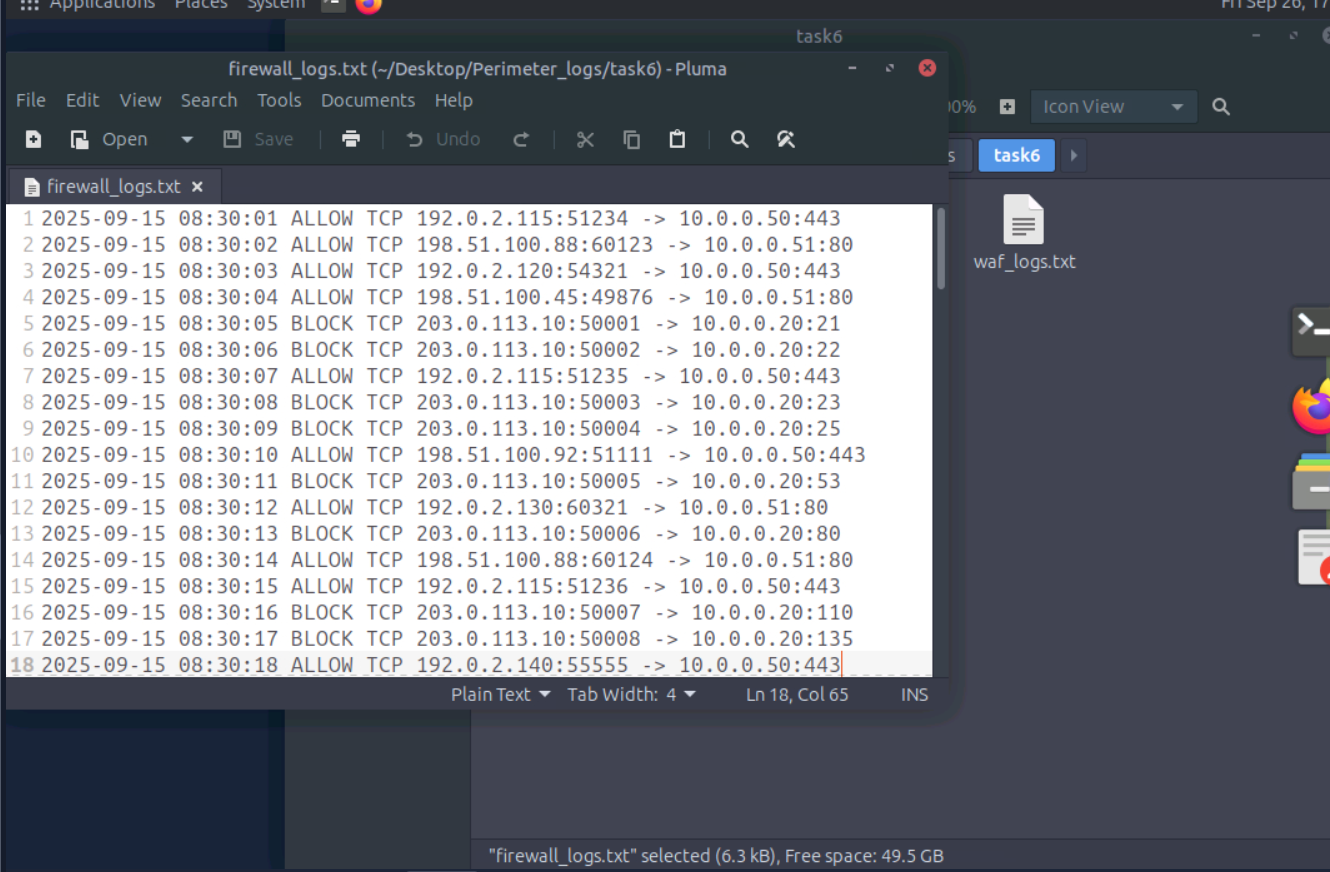 Applications Places System
Fri Sep 26, 17
task6
firewall_logs.txt (~/Desktop/Perimeter_logs/task6) - Pluma
File Edit View Search Tools Documents Help
00% Icon View
Open Save Undo
s task6
firewall_logs.txt
1 2025-09-15 08:30:01 ALLOW TCP 192.0.2.115:51234 -> 10.0.0.50:443
2 2025-09-15 08:30:02 ALLOW TCP 198.51.100.88:60123 -> 10.0.0.51:80
3 2025-09-15 08:30:03 ALLOW TCP 192.0.2.120:54321 -> 10.0.0.50:443
4 2025-09-15 08:30:04 ALLOW TCP 198.51.100.45:49876 -> 10.0.0.51:80
5 2025-09-15 08:30:05 BLOCK TCP 203.0.113.10:50001 -> 10.0.0.20:21
6 2025-09-15 08:30:06 BLOCK TCP 203.0.113.10:50002 -> 10.0.0.20:22
7 2025-09-15 08:30:07 ALLOW TCP 192.0.2.115:51235 -> 10.0.0.50:443
8 2025-09-15 08:30:08 BLOCK TCP 203.0.113.10:50003 -> 10.0.0.20:23
9 2025-09-15 08:30:09 BLOCK TCP 203.0.113.10:50004 -> 10.0.0.20:25
10 2025-09-15 08:30:10 ALLOW TCP 198.51.100.92:51111 -> 10.0.0.50:443
11 2025-09-15 08:30:11 BLOCK TCP 203.0.113.10:50005 -> 10.0.0.20:53
12 2025-09-15 08:30:12 ALLOW TCP 192.0.2.130:60321 -> 10.0.0.51:80
13 2025-09-15 08:30:13 BLOCK TCP 203.0.113.10:50006 -> 10.0.0.20:80
14 2025-09-15 08:30:14 ALLOW TCP 198.51.100.88:60124 -> 10.0.0.51:80
15 2025-09-15 08:30:15 ALLOW TCP 192.0.2.115:51236 -> 10.0.0.50:443
16 2025-09-15 08:30:16 BLOCK TCP 203.0.113.10:50007 -> 10.0.0.20:110
17 2025-09-15 08:30:17 BLOCK TCP 203.0.113.10:50008 -> 10.0.0.20:135
18 2025-09-15 08:30:18 ALLOW TCP 192.0.2.140:55555 -> 10.0.0.50:443
waf_logs.txt
Plain Text Tab Width: 4 Ln 18, Col 65 INS
"firewall_logs.txt" selected (6.3 kB), Free space: 49.5 GB